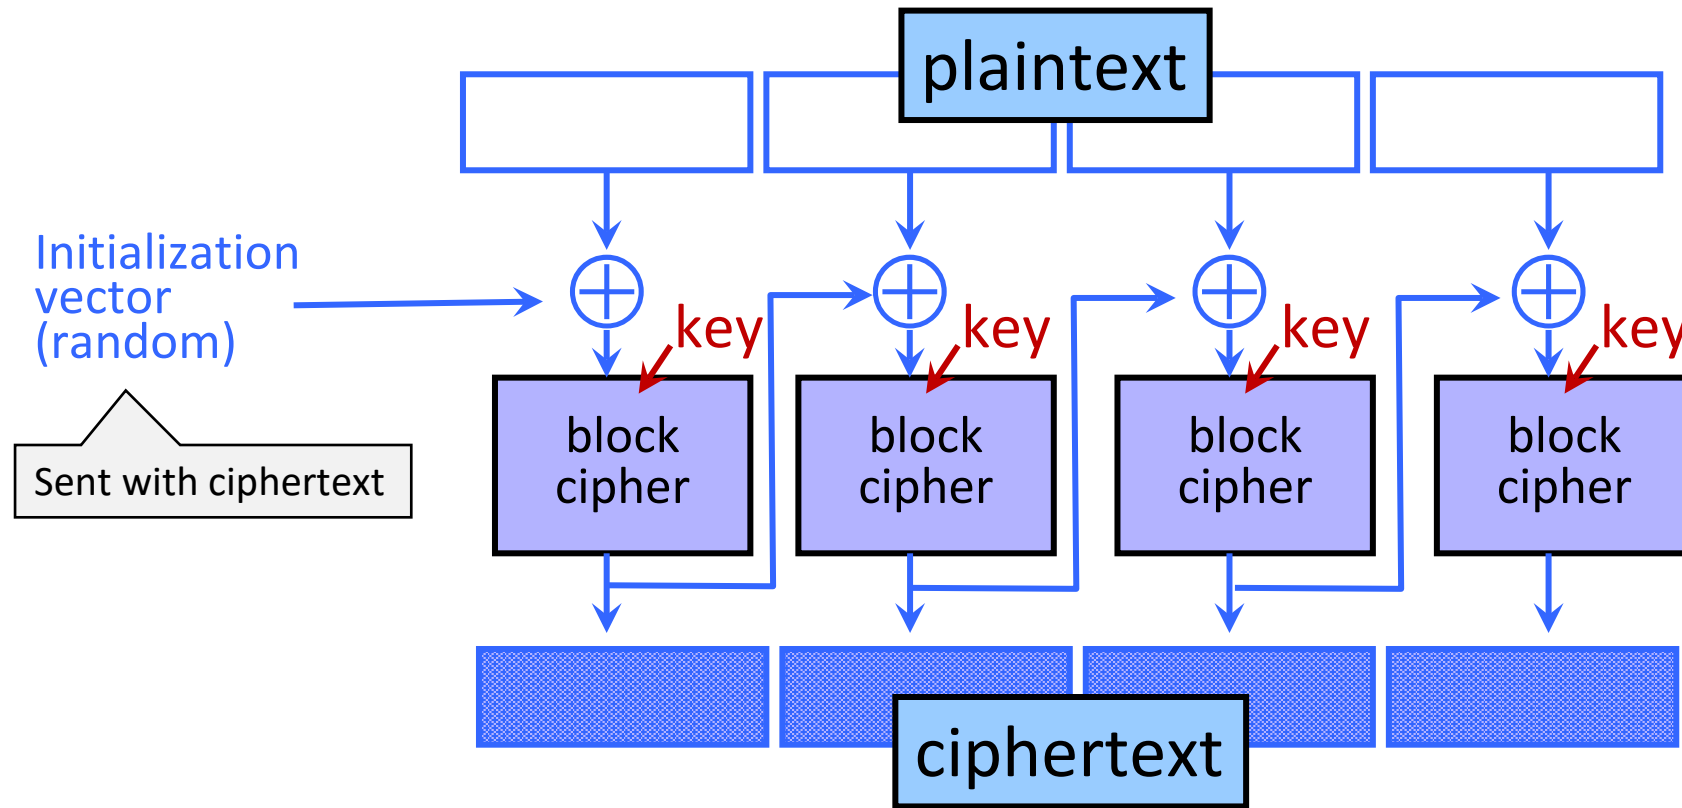 plaintext
Initialization
vector
(random)
key
key
key
key
block
cipher
block
cipher
block
cipher
block
cipher
Sent with ciphertext
ciphertext